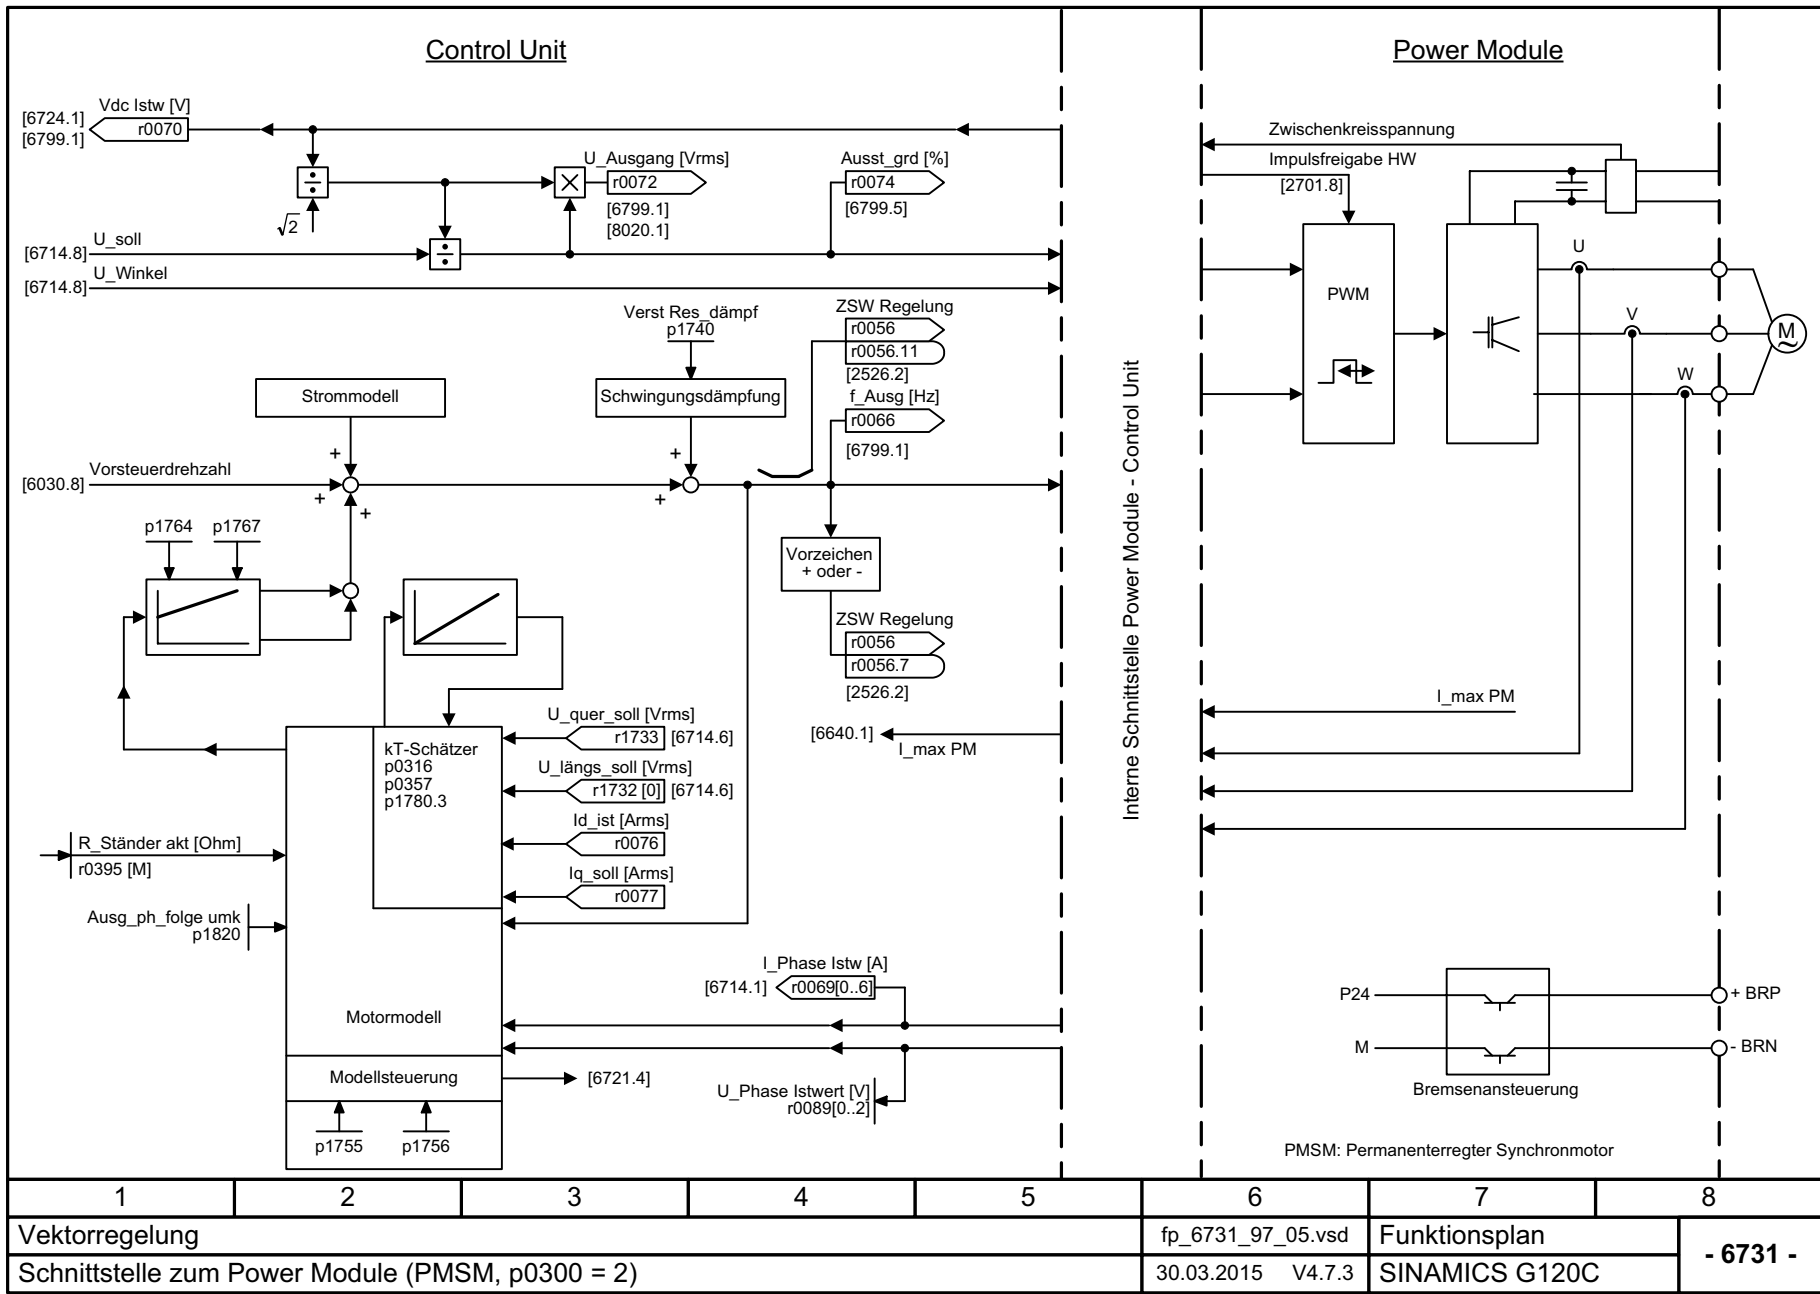 Control Unit
Power Module
Vdc Istw [V]
[6724.1]
r0070
[6799.1]
√2
U_Ausgang [Vrms]
r0072
[6799.1]
[8020.1]
Ausst_grd [%]
r0074
[6799.5]
[6714.8]
U_soll
[6714.8]
U_Winkel
Verst Res_dämpf
p1740
Schwingungsdämpfung
ZSW Regelung
r0056
r0056.11
[2526.2]
f_Ausg [Hz]
r0066
[6799.1]
Strommodell
[6030.8]
Vorsteuerdrehzahl
+
+
+
+
+
p1764
p1767
Vorzeichen
+ oder -
ZSW Regelung
r0056
r0056.7
[2526.2]
U_quer_soll [Vrms]
r1733
[6714.6]
U_längs_soll [Vrms]
r1732 [0]
[6714.6]
Id_ist [Arms]
r0076
Iq_soll [Arms]
r0077
kT-Schätzer
p0316
p0357
p1780.3
[6640.1]
I_max PM
R_Ständer akt [Ohm]
r0395 [M]
Ausg_ph_folge umk
p1820
I_Phase Istw [A]
[6714.1]
r0069[0..6]
Motormodell
Modellsteuerung
[6721.4]
U_Phase Istwert [V]
r0089[0..2]
p1755
p1756
Interne Schnittstelle Power Module - Control Unit
Zwischenkreisspannung
Impulsfreigabe HW
[2701.8]
PWM
U
V
W
M
~
I_max PM
P24
M
+ BRP
- BRN
Bremsenansteuerung
PMSM: Permanenterregter Synchronmotor
1 2 3 4 5 6 7 8
Vektorregelung
fp_6731_97_05.vsd
Funktionsplan
- 6731 -
Schnittstelle zum Power Module (PMSM, p0300 = 2)
30.03.2015 V4.7.3
SINAMICS G120C